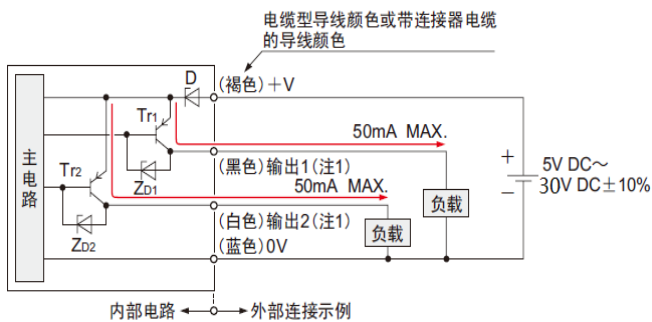 电缆型导线颜色或带连接器电缆
的导线颜色
D
(褐色)＋V
Tr1
50mA MAX.
主电路
ZD1
(黑色)输出1(注1)
Tr2
50mA MAX.
＋
－
5V DC～
30V DC±10%
负载
ZD2
(白色)输出2(注1)
负载
(蓝色)0V
内部电路
外部连接示例